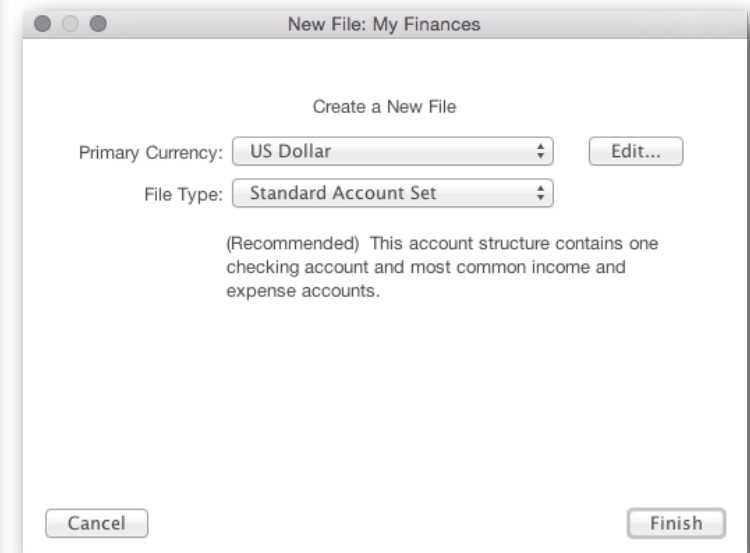 New File: My Finances
Create a New File
Primary Currency: US Dollar Edit...
File Type: Standard Account Set
(Recommended)  This account structure contains one
checking account and most common income and
expense accounts.
Cancel Finish